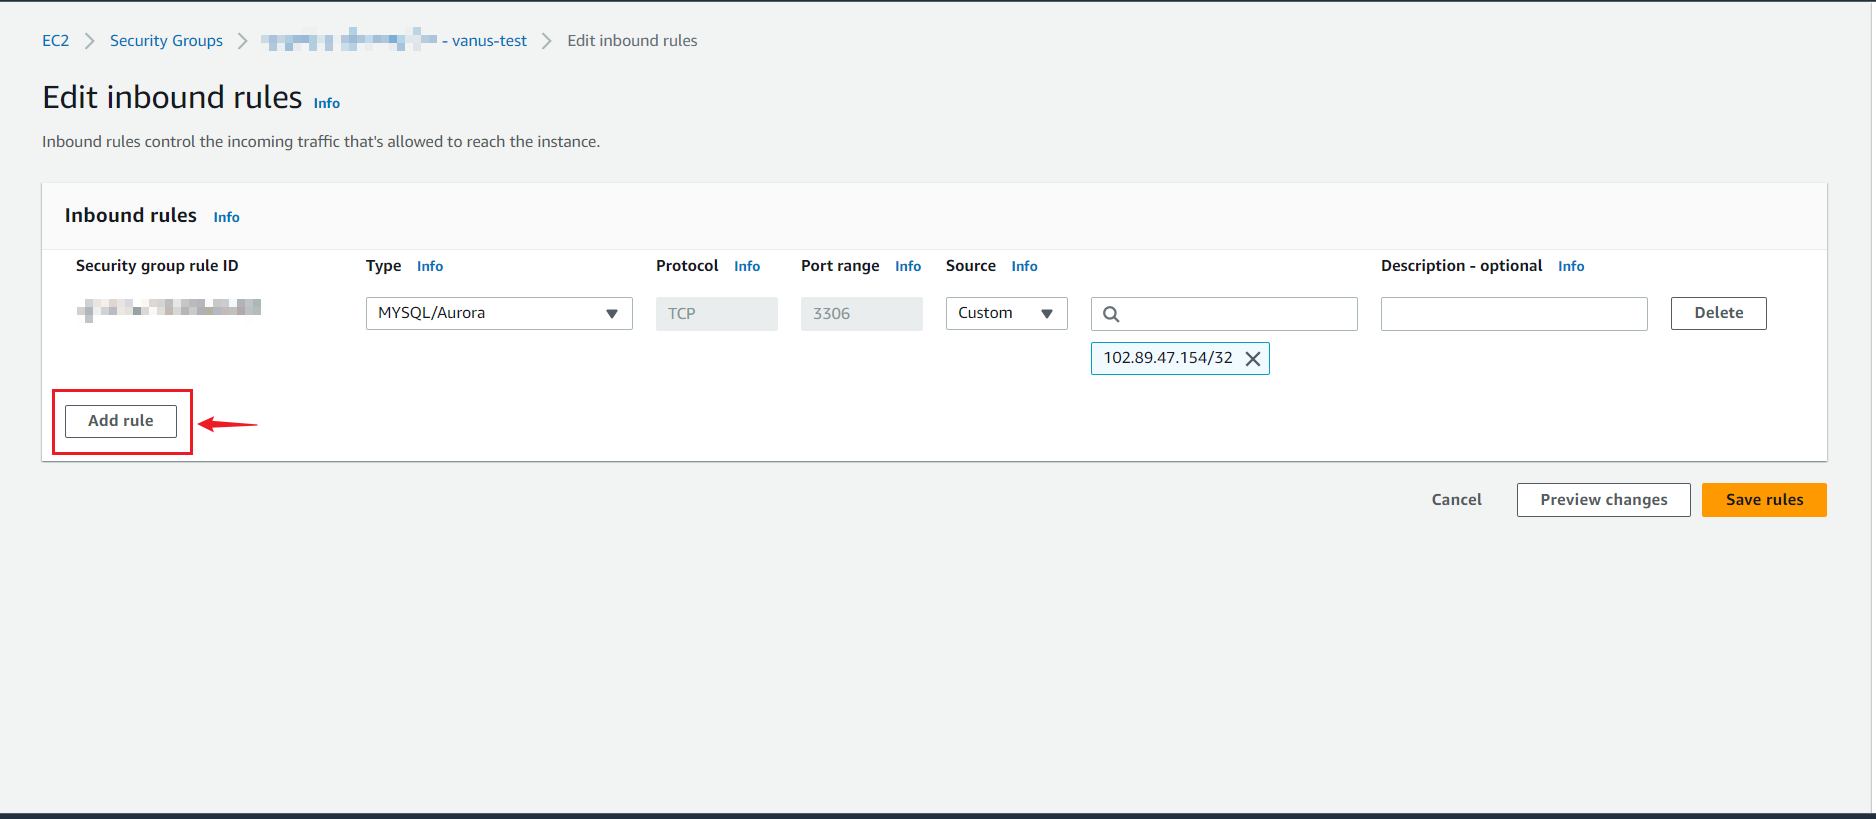 EC2 > Security Groups > - vanus-test > Edit inbound rules
Edit inbound rules Info
Inbound rules control the incoming traffic that's allowed to reach the instance.
Inbound rules Info
Security group rule ID Type Info Protocol Info Port range Info Source Info Description - optional Info
MYSQL/Aurora TCP 3306 Custom Delete
102.89.47.154/32
Add rule
Cancel Preview changes Save rules